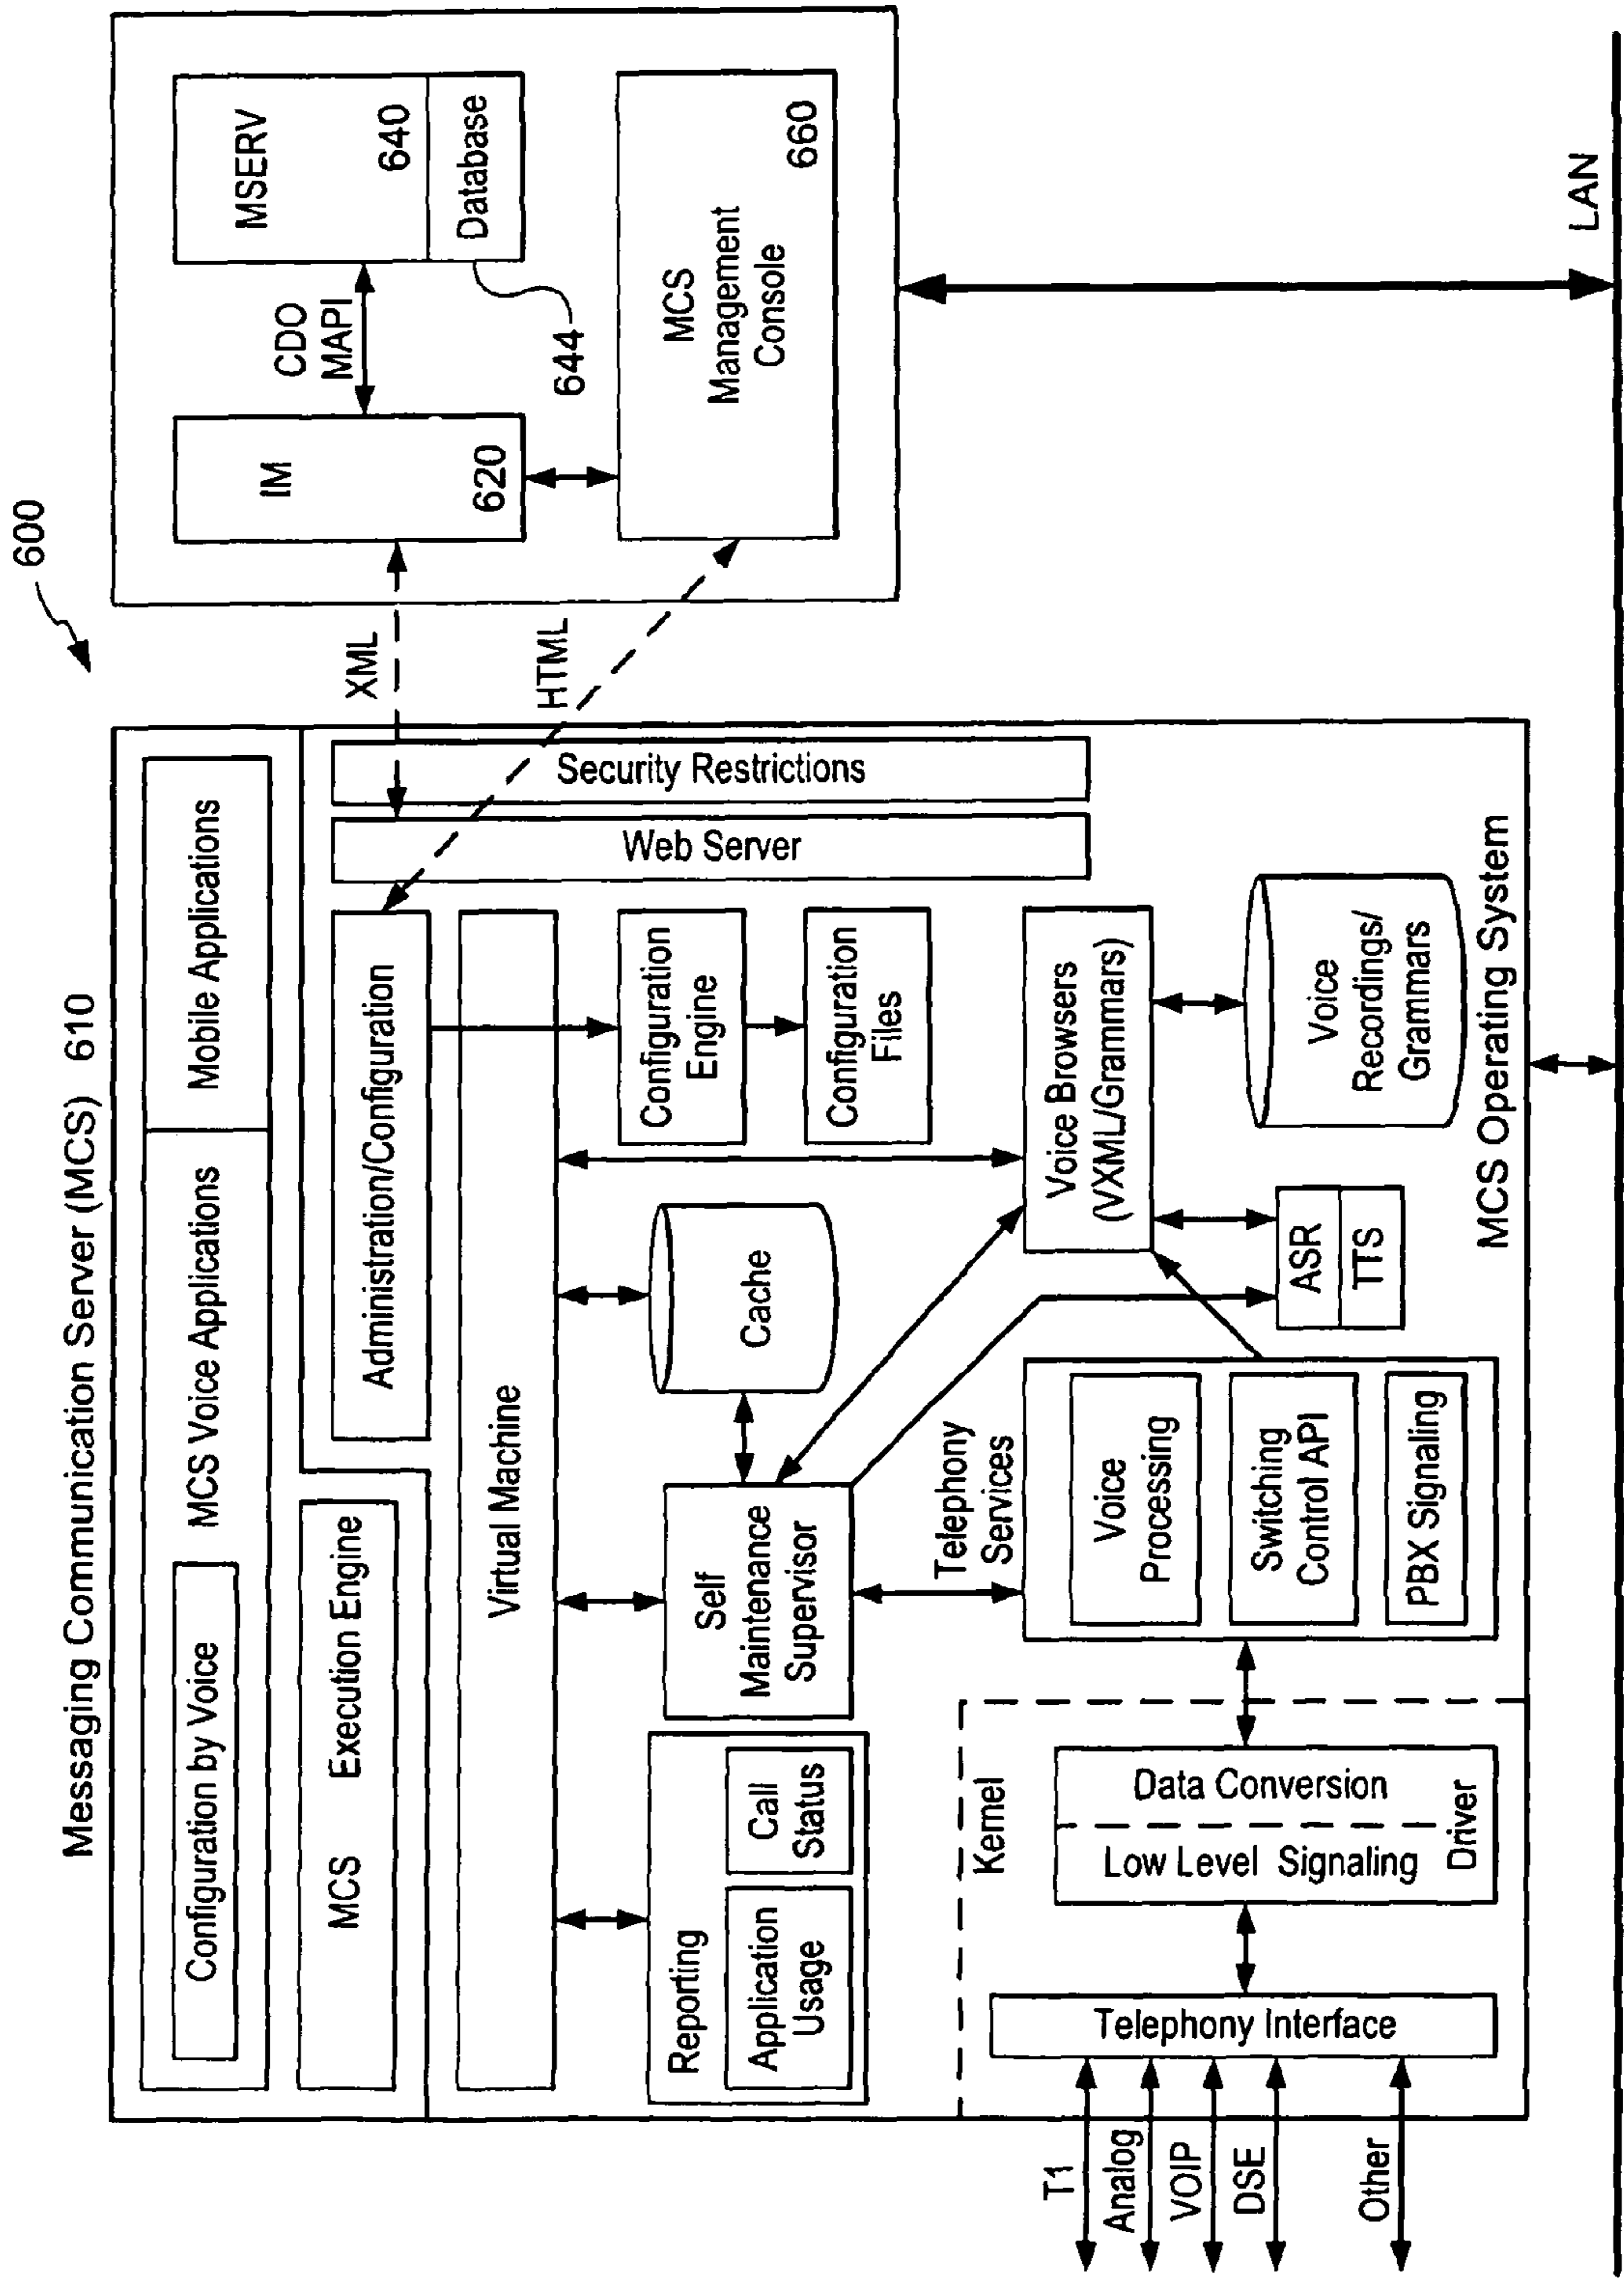 600
Messaging Communication Server (MCS) 610
Configuration by Voice
MCS Voice Applications
Mobile Applications
MCS Execution Engine
Administration/Configuration
Virtual Machine
Security Restrictions
Web Server
XML
HTML
Reporting
Application
Usage
Call
Status
Self
Maintenance
Supervisor
Cache
Configuration
Engine
Configuration
Files
Telephony
Services
Voice
Processing
Switching
Control API
PBX Signaling
Voice Browsers
(VXML/Grammars)
ASR
TTS
Voice
Recordings/
Grammars
MCS Operating System
Kernel
Data Conversion
Low Level Signaling
Driver
Telephony Interface
T1
Analog
VOIP
DSE
Other
IM
620
CDO
MAPI
MSERV
640
Database
644
MCS
Management
Console
660
LAN